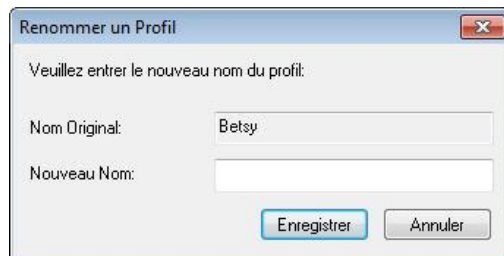 Renommer un Profil
Veuillez entrer le nouveau nom du profil:
Nom Original: Betsy
Nouveau Nom:
Enregistrer Annuler